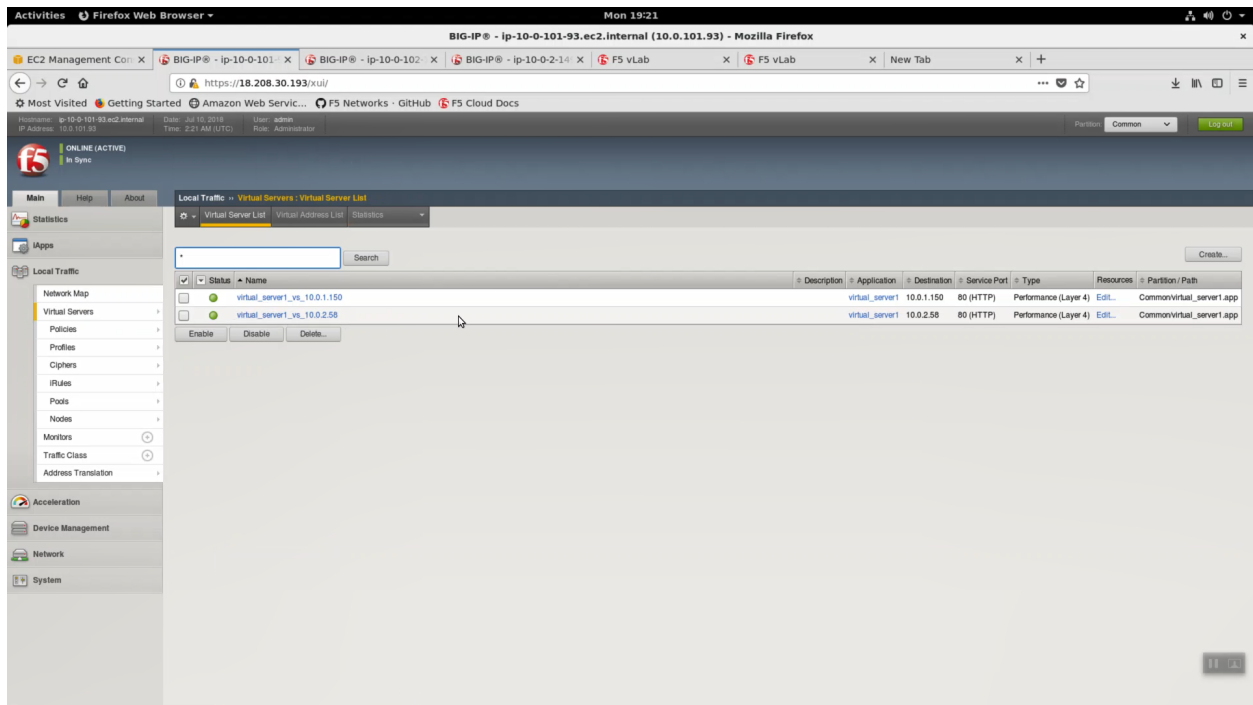 Activities Firefox Web Browser Mon 19:21
BIG-IP® - ip-10-0-101-93.ec2.internal (10.0.101.93) - Mozilla Firefox
EC2 Management Con BIG-IP® - ip-10-0-101- BIG-IP® - ip-10-0-102- BIG-IP® - ip-10-0-2-14 F5 vLab F5 vLab New Tab
https://18.208.30.193/xui/
Most Visited Getting Started Amazon Web Servic... F5 Networks · GitHub F5 Cloud Docs
Hostname: ip-10-0-101-93.ec2.internal Date: Jul 10, 2018 User: admin
IP Address: 10.0.101.93 Time: 2:21 AM (UTC) Role: Administrator
Partition: Common Log out
f5 ONLINE (ACTIVE)
In Sync
Main Help About
Local Traffic ›› Virtual Servers : Virtual Server List
Virtual Server List Virtual Address List Statistics
Statistics
iApps
Local Traffic
Network Map
Virtual Servers
Policies
Profiles
Ciphers
iRules
Pools
Nodes
Monitors
Traffic Class
Address Translation
Acceleration
Device Management
Network
System
* Search Create...
Status Name Description Application Destination Service Port Type Resources Partition / Path
virtual_server1_vs_10.0.1.150 virtual_server1 10.0.1.150 80 (HTTP) Performance (Layer 4) Edit... Common/virtual_server1.app
virtual_server1_vs_10.0.2.58 virtual_server1 10.0.2.58 80 (HTTP) Performance (Layer 4) Edit... Common/virtual_server1.app
Enable Disable Delete...